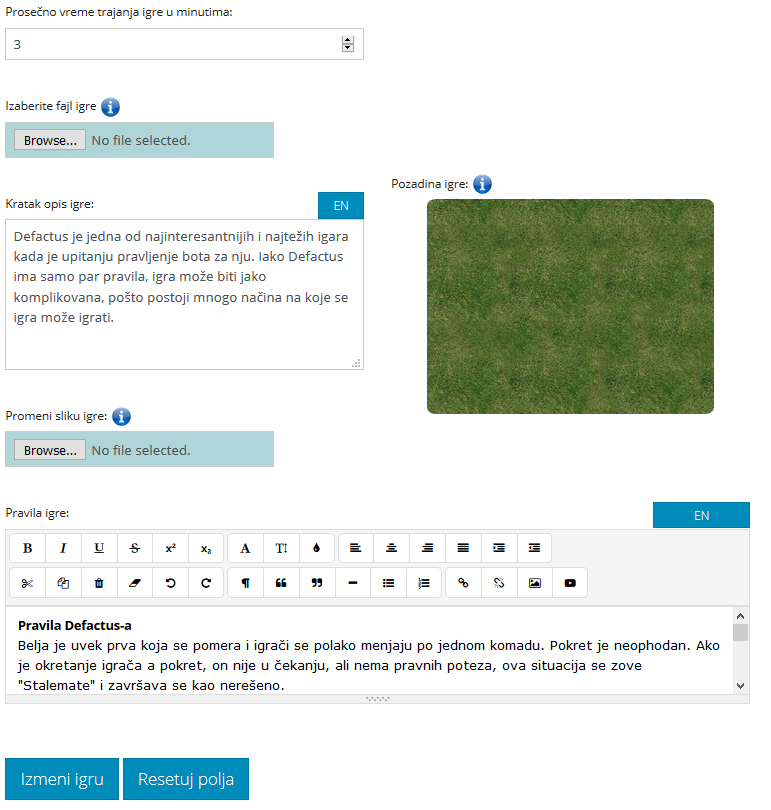 Prosečno vreme trajanja igre u minutima:
3
Izaberite fajl igre
Browse... No file selected.
Pozadina igre:
Kratak opis igre:
EN
Defactus je jedna od najinteresantnijih i najtežih igara
kada je upitanju pravljenje bota za nju. Iako Defactus
ima samo par pravila, igra može biti jako
komplikovana, pošto postoji mnogo načina na koje se
igra može igrati.
Promeni sliku igre:
Browse... No file selected.
Pravila igre:
EN
Pravila Defactus-a
Belja je uvek prva koja se pomera i igrači se polako menjaju po jednom komadu. Pokret je neophodan. Ako
je okretanje igrača a pokret, on nije u čekanju, ali nema pravnih poteza, ova situacija se zove
"Stalemate" i završava se kao nerešeno.
Izmeni igru
Resetuj polja